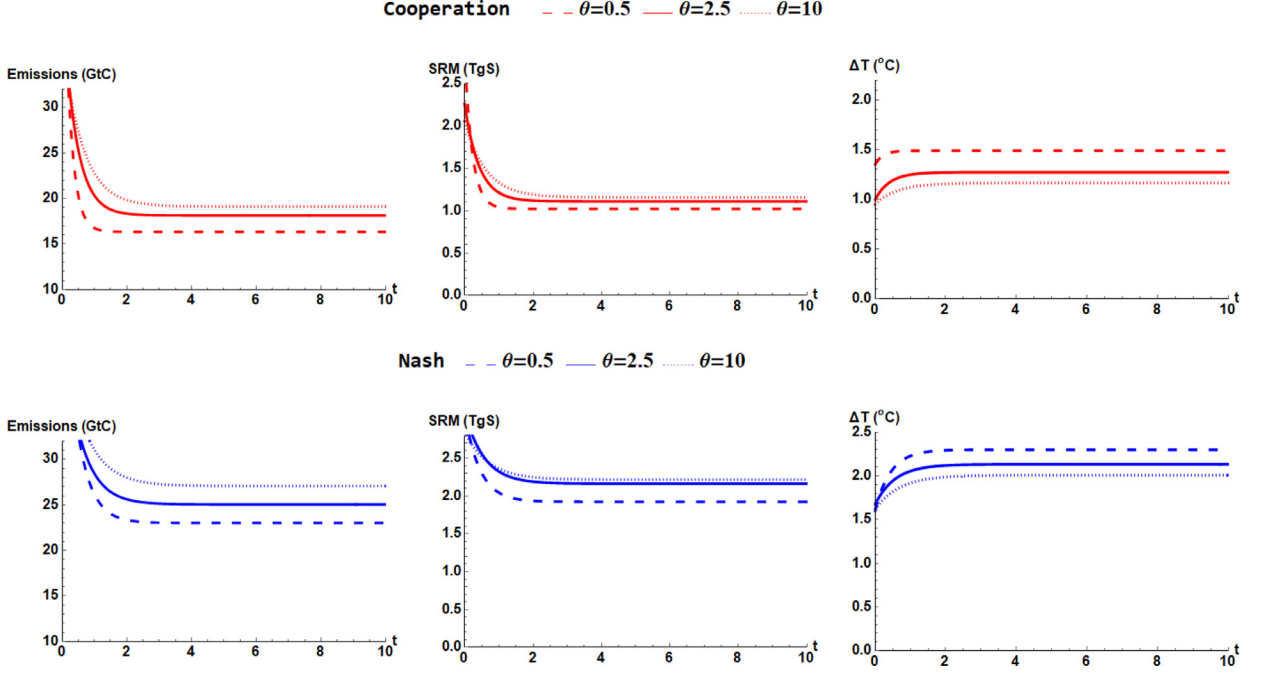 Cooperation θ=0.5 θ=2.5 θ=10
Emissions (GtC)
30
25
20
15
10
0 2 4 6 8 10 t
SRM (TgS)
2.5
2.0
1.5
1.0
0.5
0.0
0 2 4 6 8 10 t
ΔT (°C)
2.0
1.5
1.0
0.5
0.0
0 2 4 6 8 10 t
Nash θ=0.5 θ=2.5 θ=10
Emissions (GtC)
30
25
20
15
10
0 2 4 6 8 10 t
SRM (TgS)
2.5
2.0
1.5
1.0
0.5
0.0
0 2 4 6 8 10 t
ΔT (°C)
2.5
2.0
1.5
1.0
0.5
0.0
0 2 4 6 8 10 t